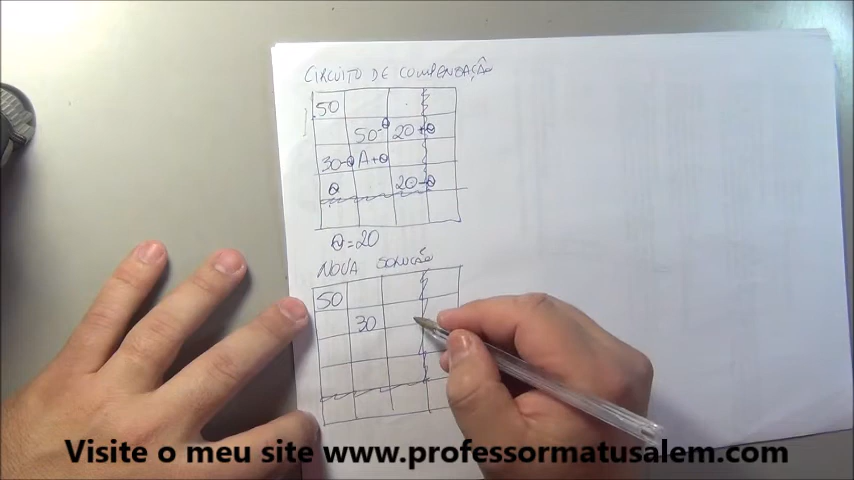 CIRCUITO DE COMPENSAÇÃO
50
50-θ 20+θ
30-θ A+θ
θ 20-θ
θ=20
NOVA SOLUÇÃO
50
30
Visite o meu site www.professormatusalem.com